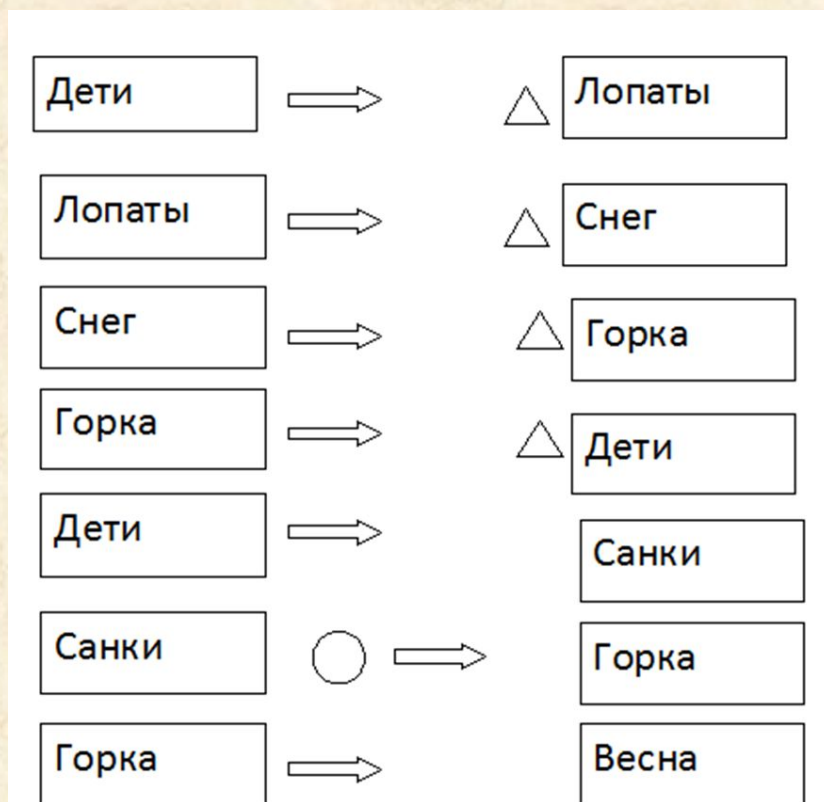 Дети Лопаты
Лопаты Снег
Снег Горка
Горка Дети
Дети Санки
Санки Горка
Горка Весна